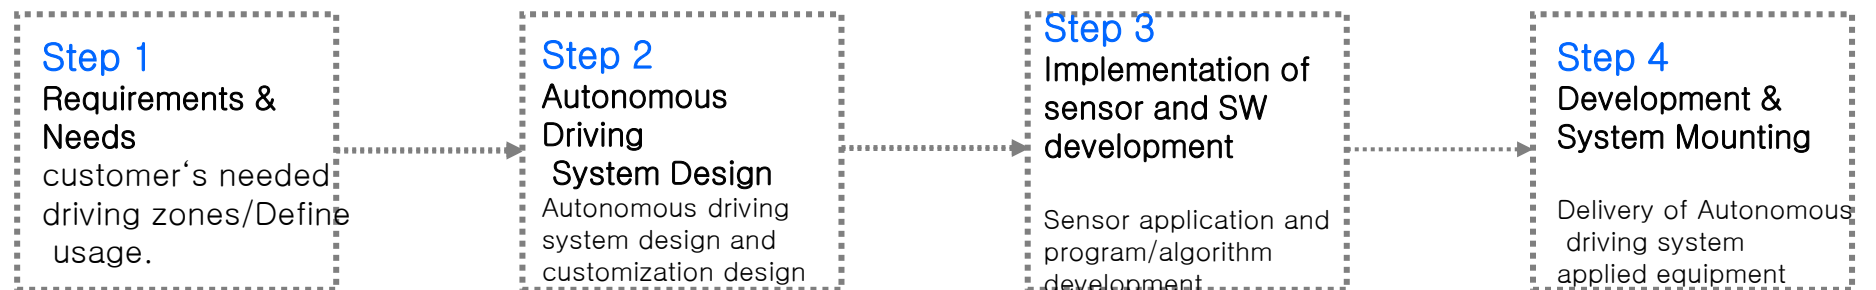 Step 1
Requirements &
Needs
customer‘s needed
driving zones/Define
usage.
Step 2
Autonomous
Driving
System Design
Autonomous driving
system design and
customization design
Step 3
Implementation of
sensor and SW
development
Sensor application and
program/algorithm
development
Step 4
Development &
System Mounting
Delivery of Autonomous
driving system
applied equipment